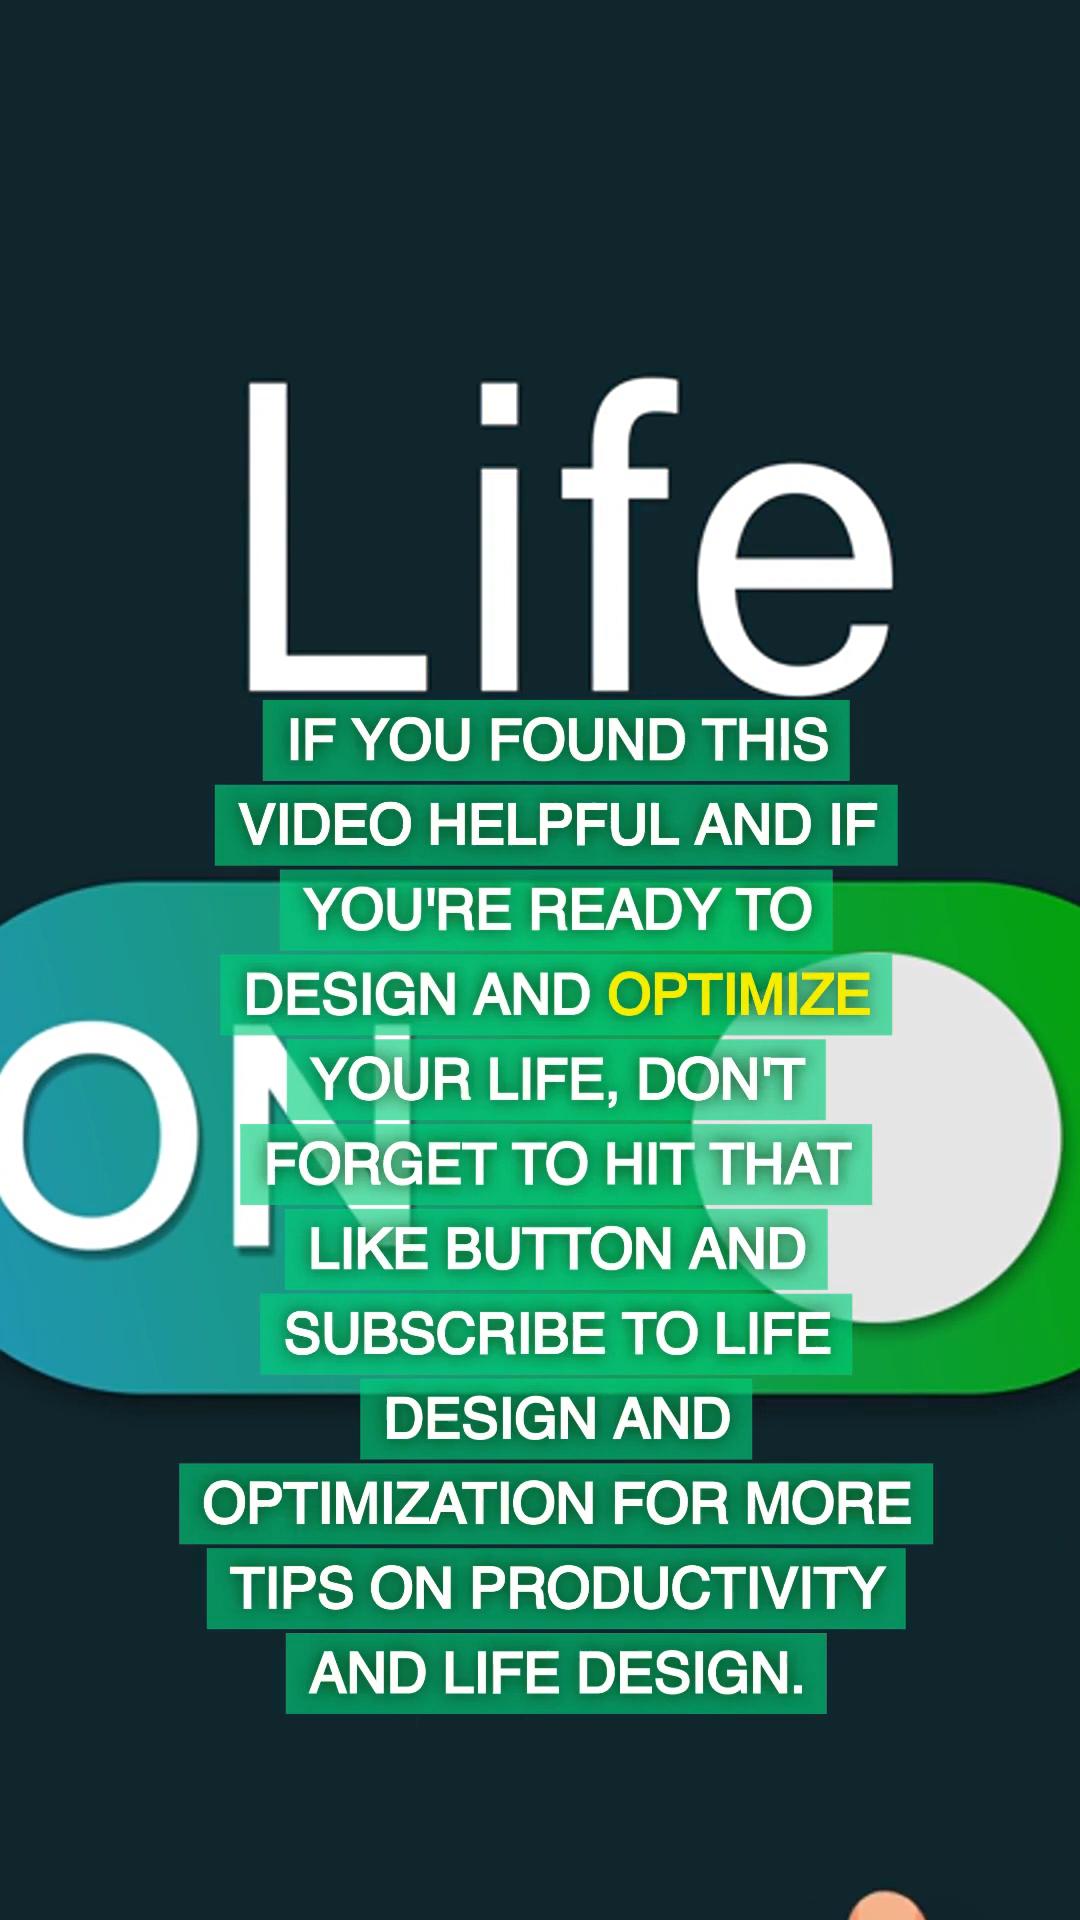 Life
IF YOU FOUND THIS
VIDEO HELPFUL AND IF
YOU'RE READY TO
DESIGN AND OPTIMIZE
YOUR LIFE, DON'T
ON
FORGET TO HIT THAT
LIKE BUTTON AND
SUBSCRIBE TO LIFE
DESIGN AND
OPTIMIZATION FOR MORE
TIPS ON PRODUCTIVITY
AND LIFE DESIGN.